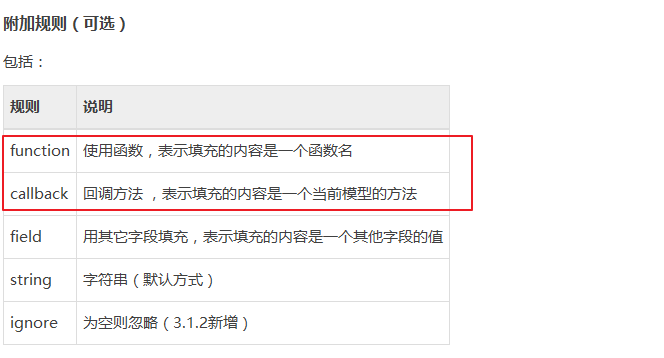 附加规则（可选）
包括：
规则 说明
function 使用函数，表示填充的内容是一个函数名
callback 回调方法 ，表示填充的内容是一个当前模型的方法
field 用其它字段填充，表示填充的内容是一个其他字段的值
string 字符串（默认方式）
ignore 为空则忽略（3.1.2新增）